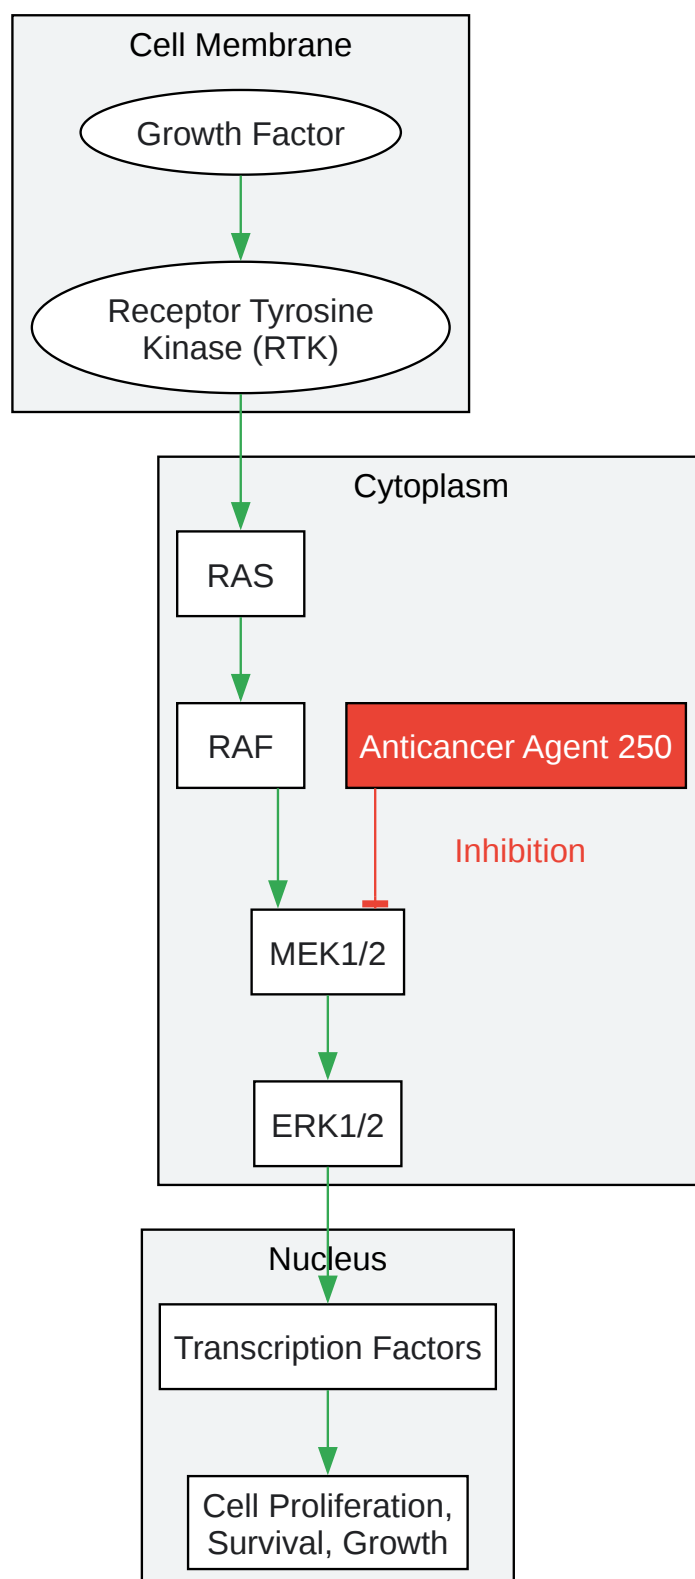 Cell Membrane
Growth Factor
Receptor Tyrosine
Kinase (RTK)
Cytoplasm
RAS
RAF
Anticancer Agent 250
Inhibition
MEK1/2
ERK1/2
Nucleus
Transcription Factors
Cell Proliferation,
Survival, Growth